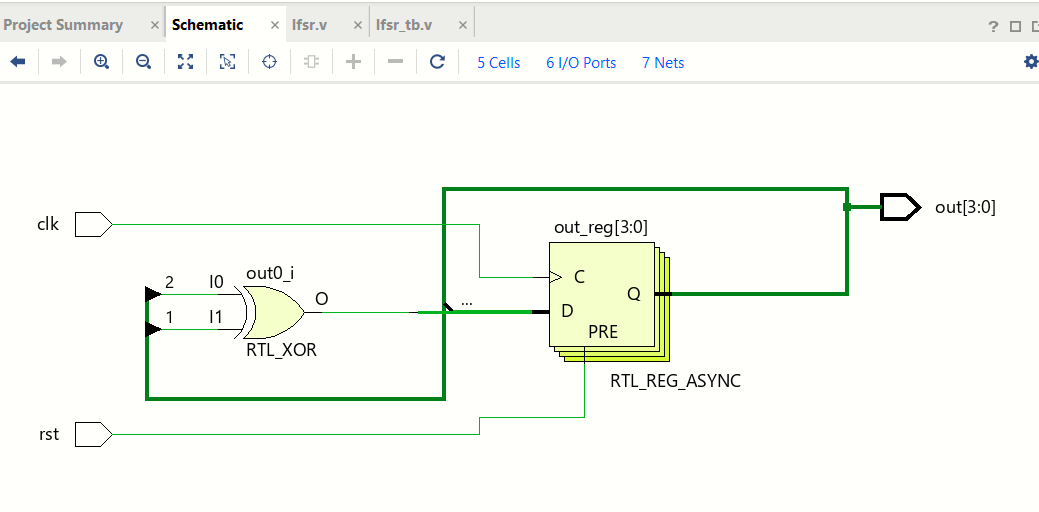 Project Summary × Schematic × lfsr.v × lfsr_tb.v × ?
5 Cells 6 I/O Ports 7 Nets
out[3:0]
clk
out_reg[3:0]
out0_i
2 I0
C
Q
O
...
D
1 I1
PRE
RTL_XOR
RTL_REG_ASYNC
rst